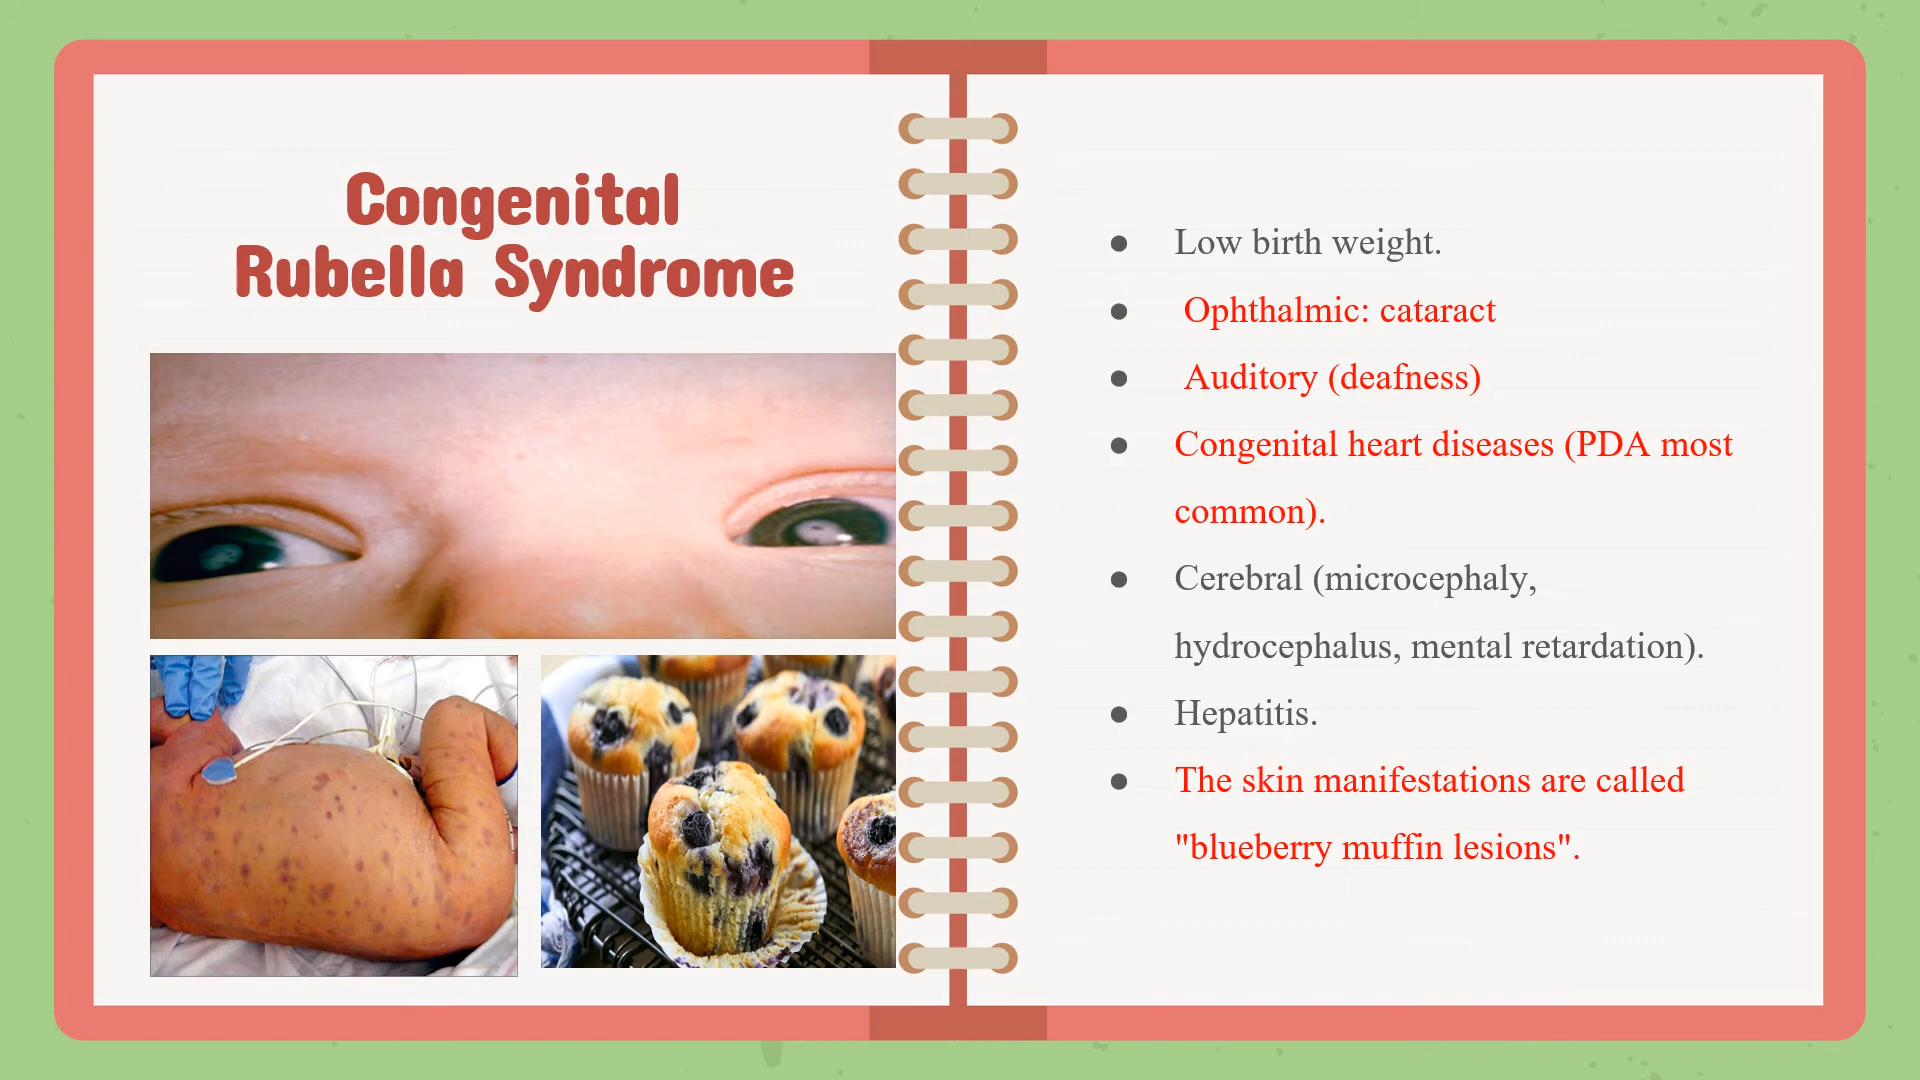 Congenital
Rubella Syndrome
● Low birth weight.
● Ophthalmic: cataract
● Auditory (deafness)
● Congenital heart diseases (PDA most
common).
● Cerebral (microcephaly,
hydrocephalus, mental retardation).
● Hepatitis.
● The skin manifestations are called
"blueberry muffin lesions".